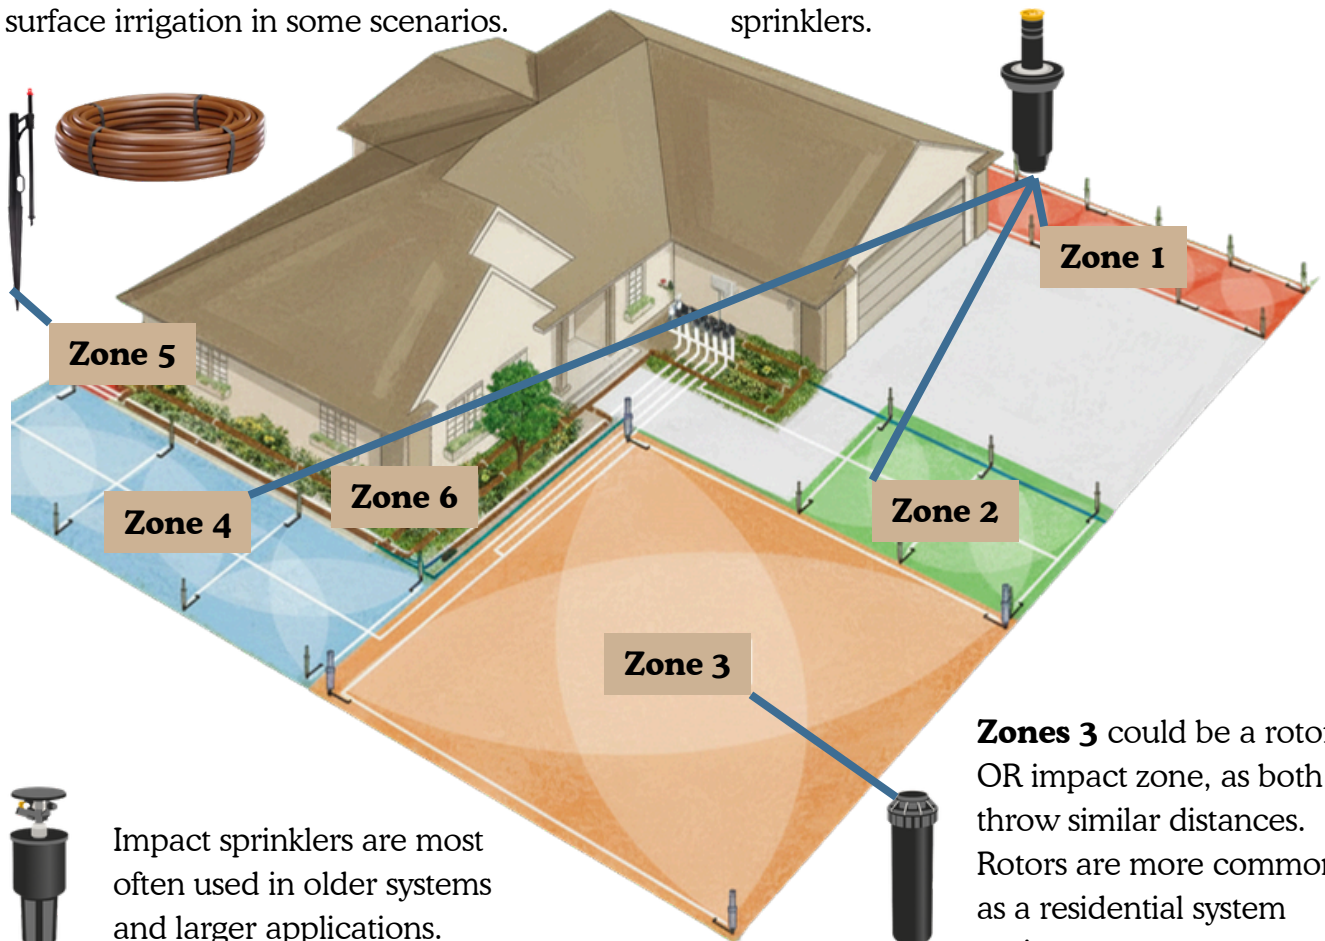 surface irrigation in some scenarios.
sprinklers.
Zone 1
Zone 5
Zone 6
Zone 4
Zone 2
Zone 3
Zones 3 could be a rotor
OR impact zone, as both
throw similar distances.
Rotors are more common
as a residential system
Impact sprinklers are most
often used in older systems
and larger applications.